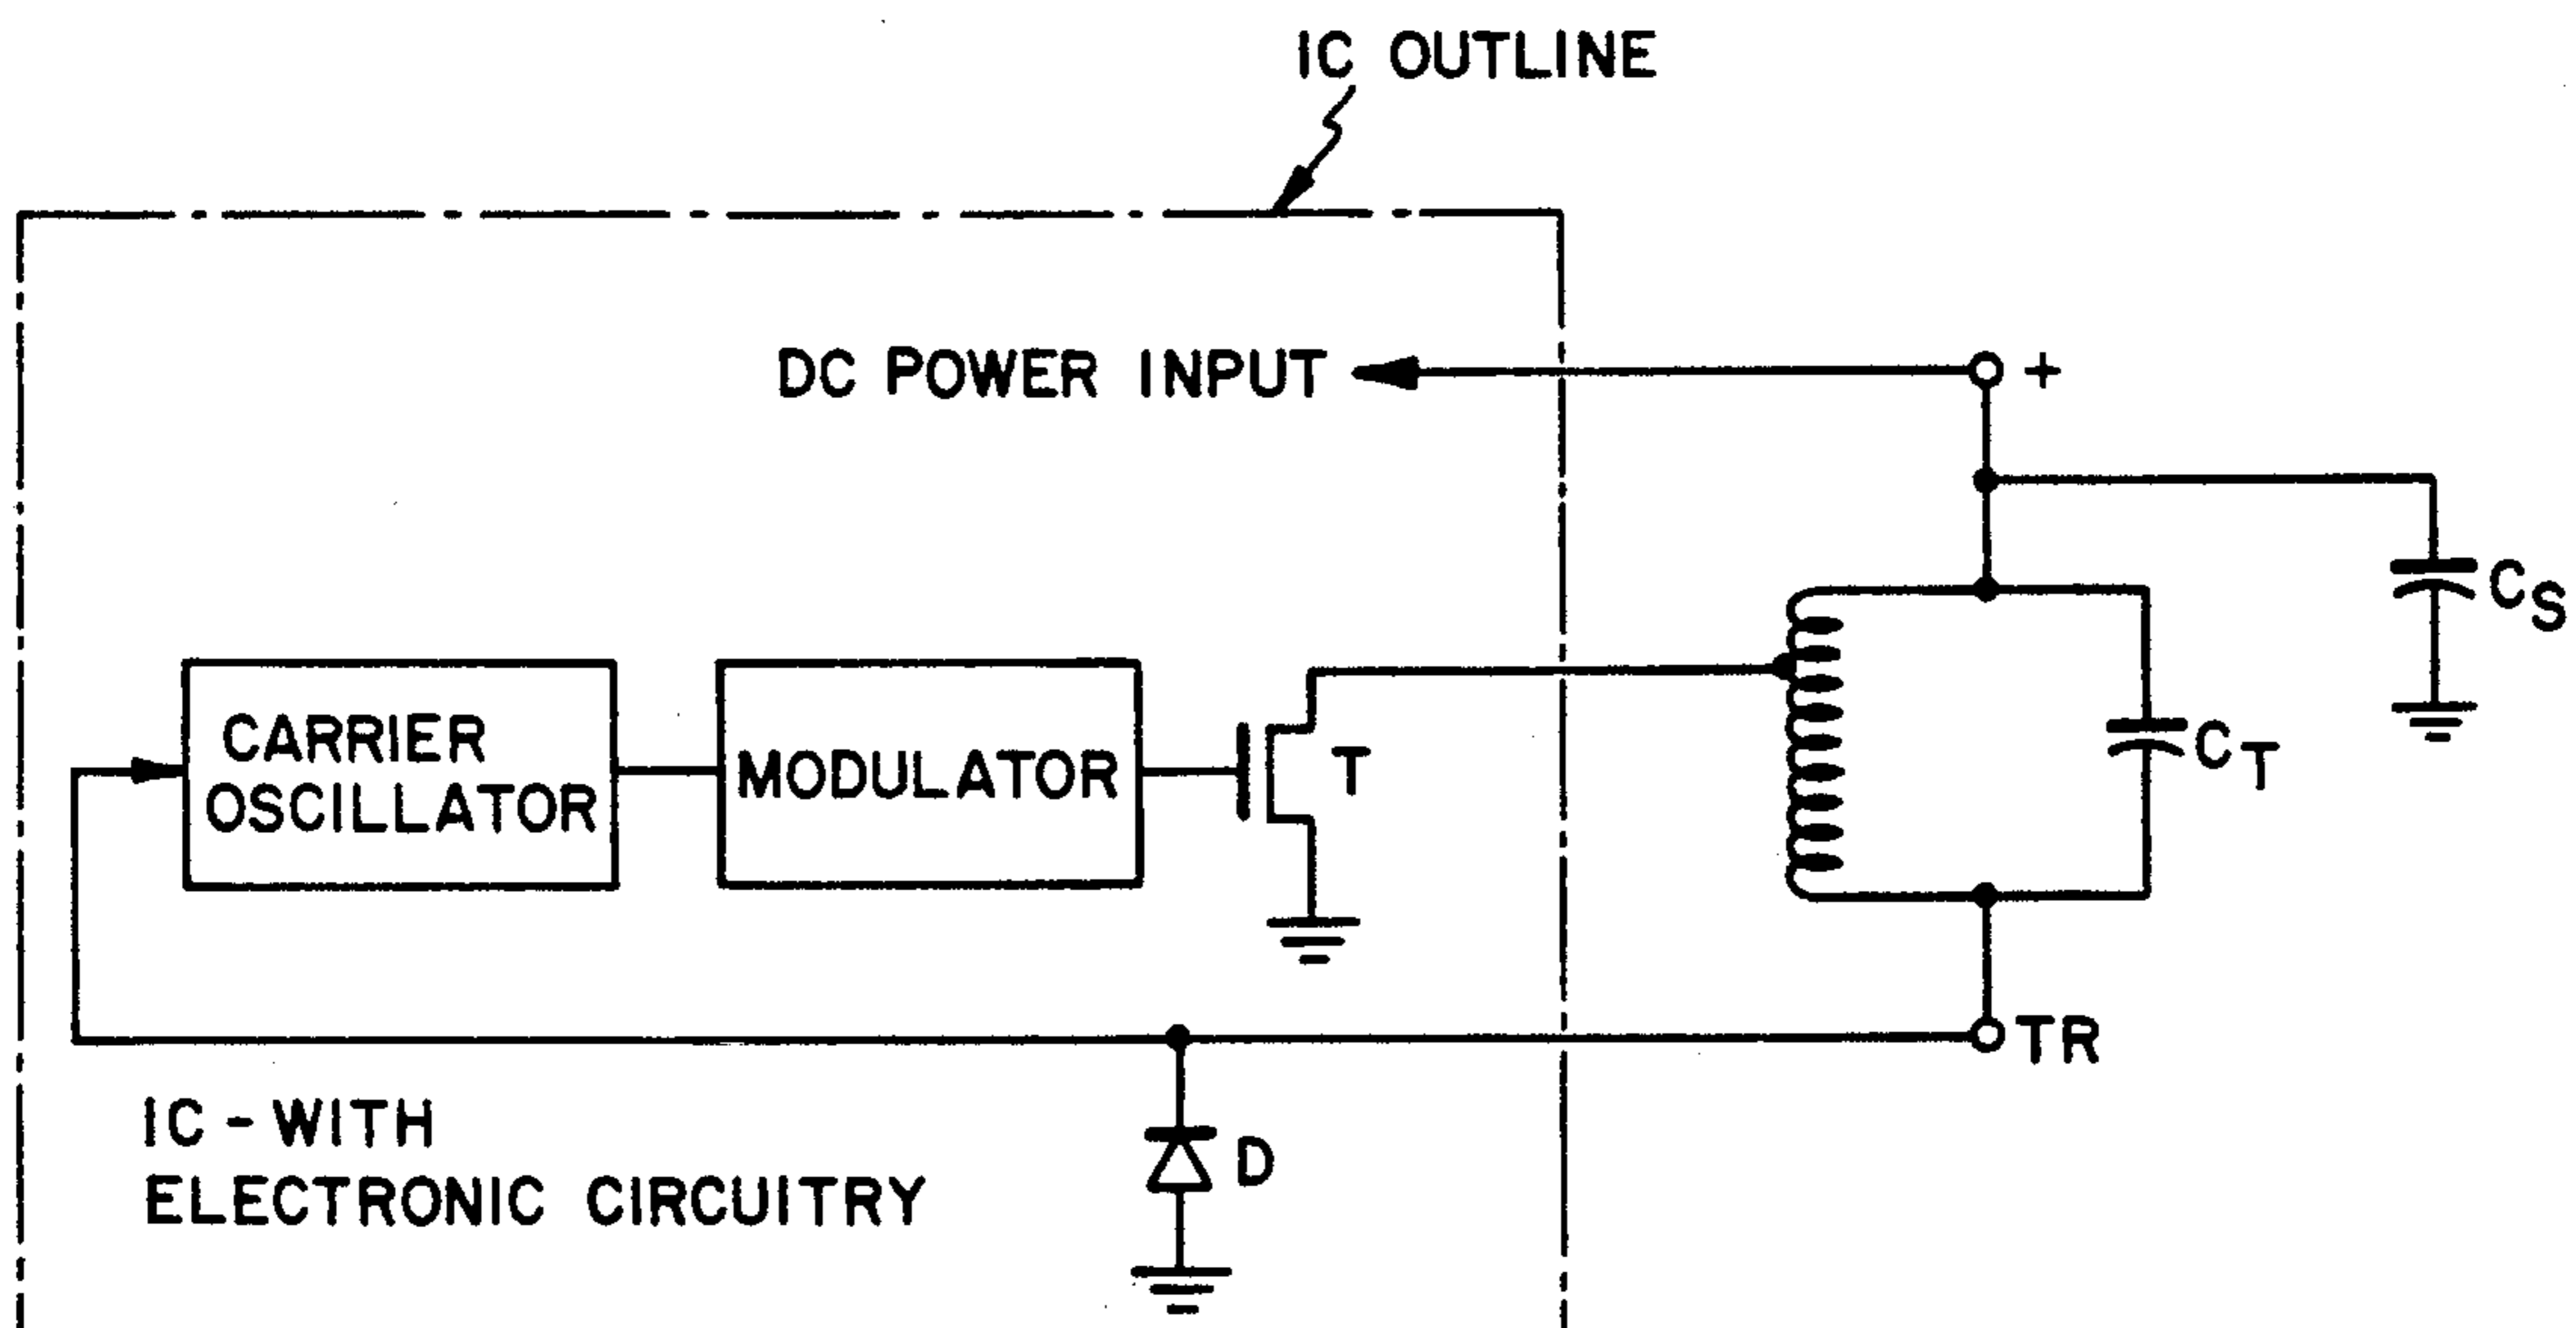 IC OUTLINE
DC POWER INPUT
+
CS
CARRIER
OSCILLATOR
MODULATOR
T
CT
TR
IC - WITH
ELECTRONIC CIRCUITRY
D